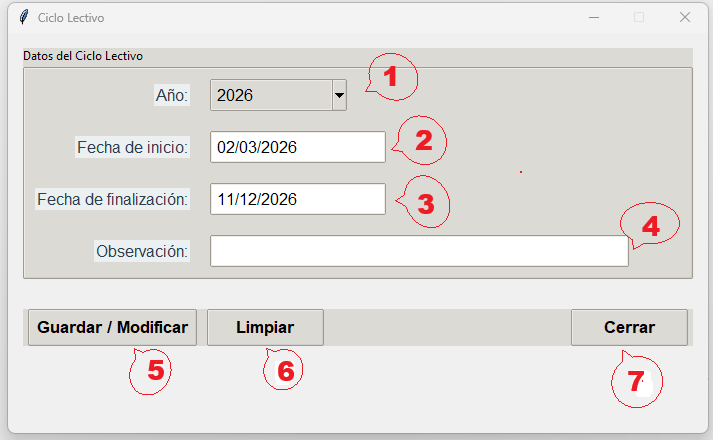 Ciclo Lectivo
Datos del Ciclo Lectivo
Año: 2026 1
Fecha de inicio: 02/03/2026 2
Fecha de finalización: 11/12/2026 3
Observación: 4
Guardar / Modificar Limpiar Cerrar
5 6 7